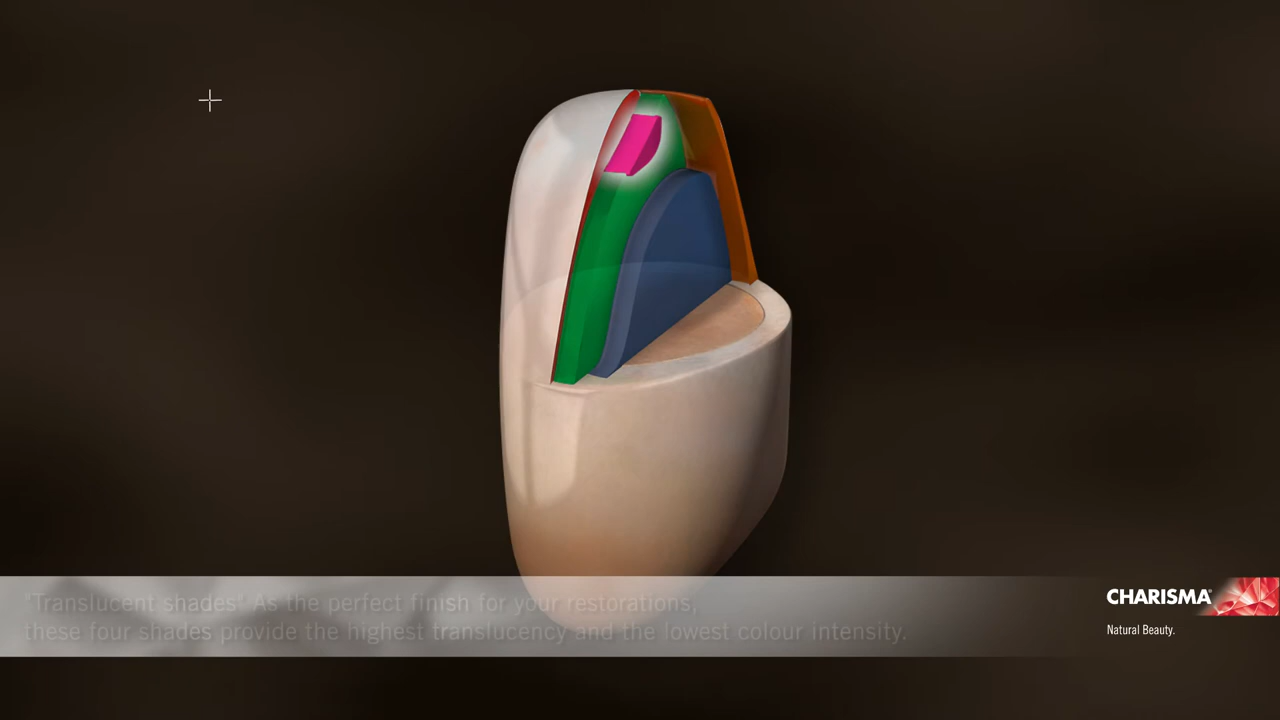 "Translucent shades" As the perfect finish for your restorations,
these four shades provide the highest translucency and the lowest colour intensity.
CHARISMA®
Natural Beauty.